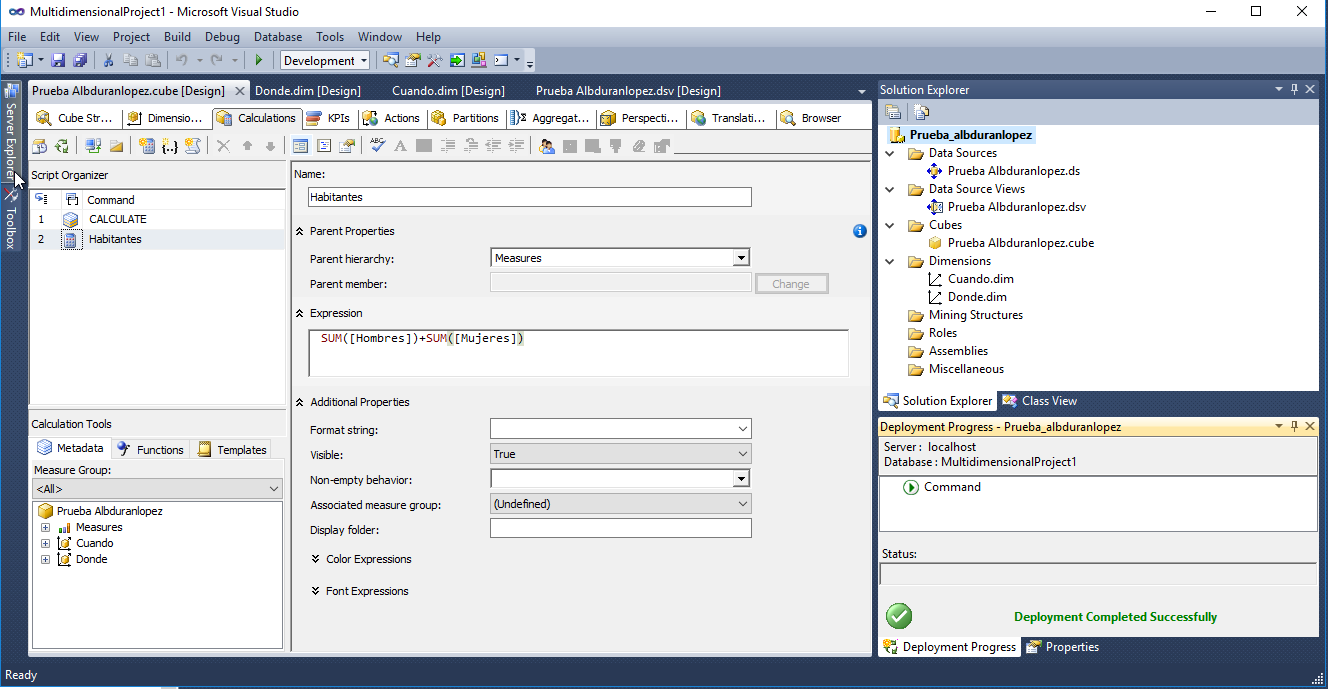 MultidimensionalProject1 - Microsoft Visual Studio
File Edit View Project Build Debug Database Tools Window Help
Development
Server Explorer
Toolbox
Prueba Albduranlopez.cube [Design] Donde.dim [Design] Cuando.dim [Design] Prueba Albduranlopez.dsv [Design]
Cube Str... Dimensio... Calculations KPIs Actions Partitions Aggregat... Perspecti... Translati... Browser
Script Organizer
Command
1 CALCULATE
2 Habitantes
Calculation Tools
Metadata Functions Templates
Measure Group:
<All>
Prueba Albduranlopez
Measures
Cuando
Donde
Name:
Habitantes
Parent Properties
Parent hierarchy: Measures
Parent member: Change
Expression
SUM([Hombres])+SUM([Mujeres])
Additional Properties
Format string:
Visible: True
Non-empty behavior:
Associated measure group: (Undefined)
Display folder:
Color Expressions
Font Expressions
Solution Explorer
Prueba_albduranlopez
Data Sources
Prueba Albduranlopez.ds
Data Source Views
Prueba Albduranlopez.dsv
Cubes
Prueba Albduranlopez.cube
Dimensions
Cuando.dim
Donde.dim
Mining Structures
Roles
Assemblies
Miscellaneous
Solution Explorer Class View
Deployment Progress - Prueba_albduranlopez
Server : localhost
Database : MultidimensionalProject1
Command
Status:
Deployment Completed Successfully
Deployment Progress Properties
Ready